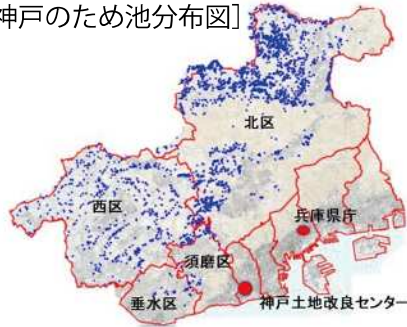 神戸のため池分布図]
北区
西区
兵庫県庁
須磨区
垂水区
神戸土地改良センター